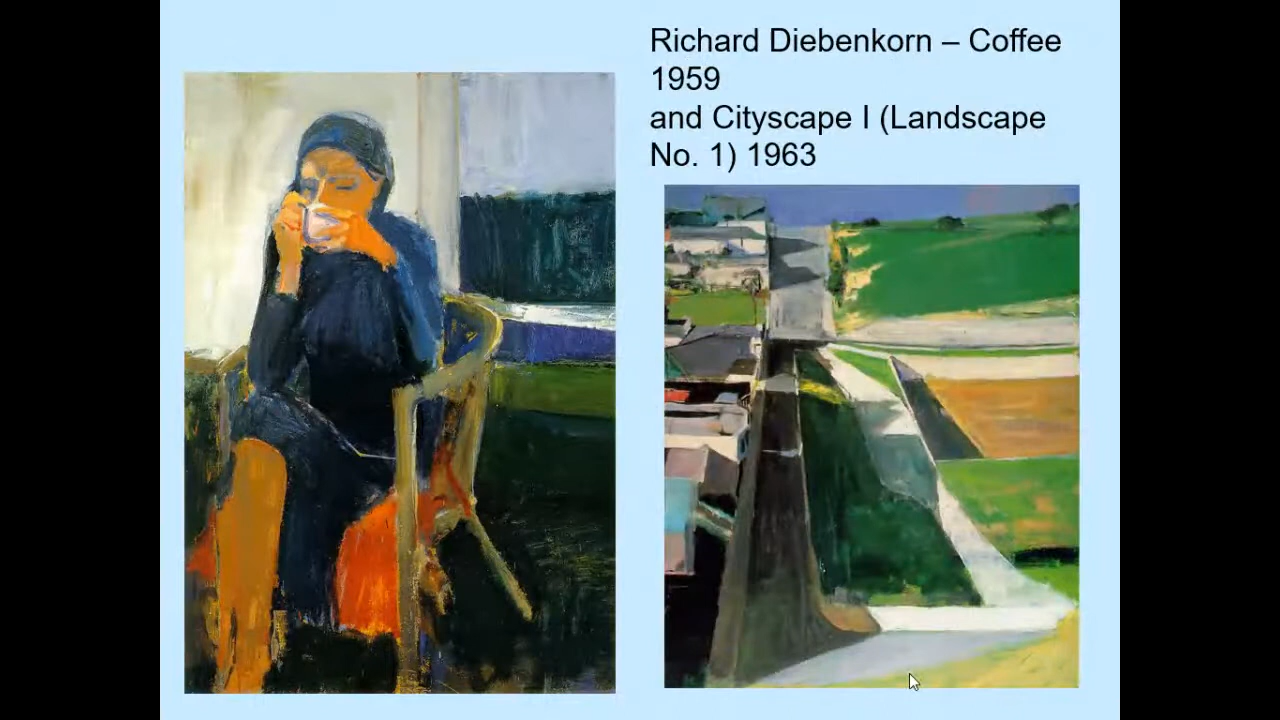 Richard Diebenkorn – Coffee
1959
and Cityscape I (Landscape
No. 1) 1963